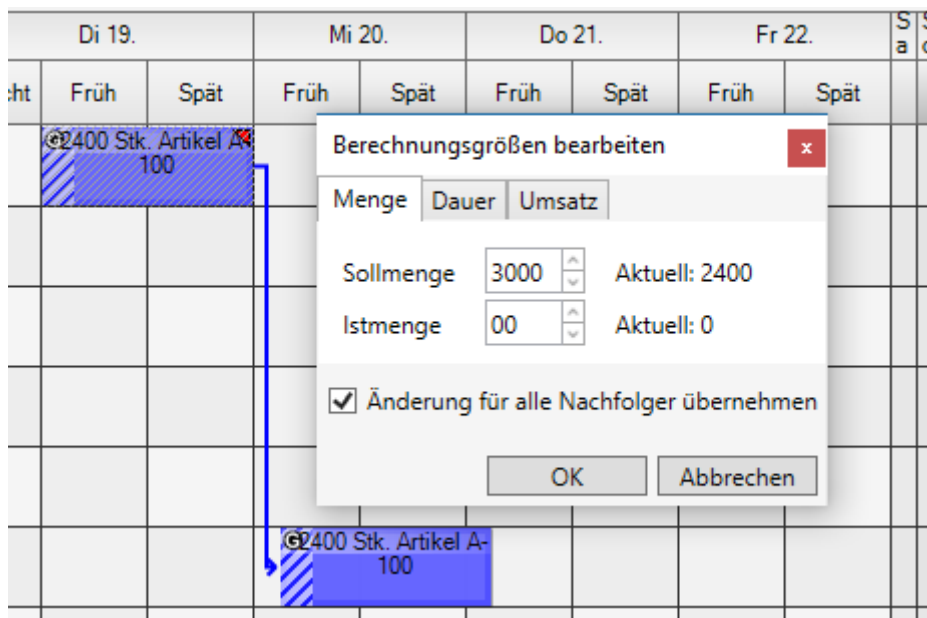 Di 19.
Mi 20.
Do 21.
Fr 22.
S
a
cht Früh Spät Früh Spät Früh Spät Früh Spät
G 2400 Stk. Artikel A-
100
Berechnungsgrößen bearbeiten
x
Menge Dauer Umsatz
Sollmenge 3000 Aktuell: 2400
Istmenge 00 Aktuell: 0
Änderung für alle Nachfolger übernehmen
OK Abbrechen
G 2400 Stk. Artikel A-
100